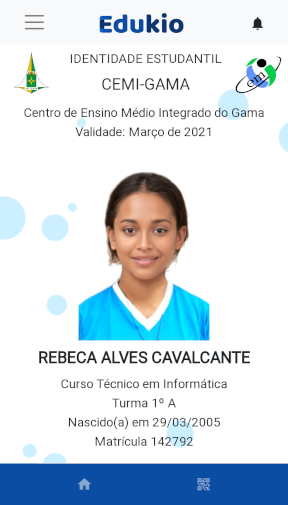 Edukio
IDENTIDADE ESTUDANTIL
CEMI-GAMA
em
Centro de Ensino Médio Integrado do Gama
Validade: Março de 2021
REBECA ALVES CAVALCANTE
Curso Técnico em Informática
Turma 1º A
Nascido(a) em 29/03/2005
Matrícula 142792